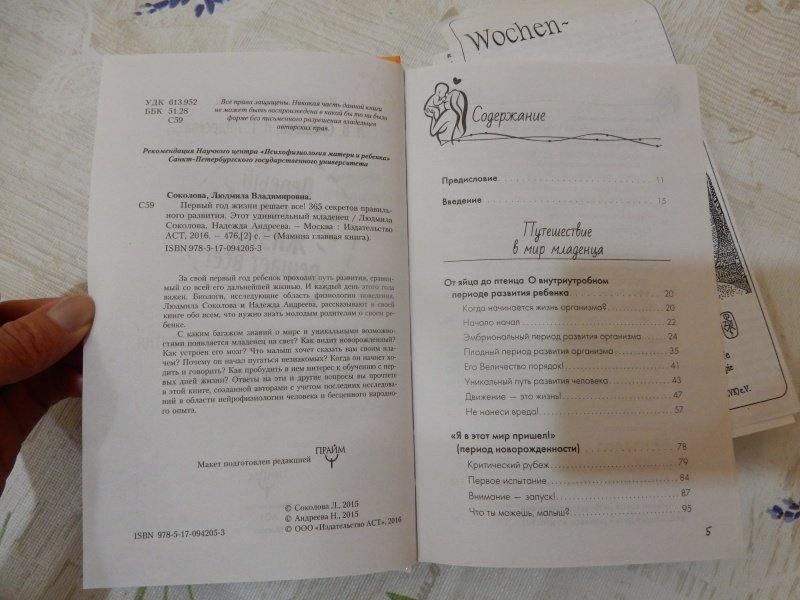 УДК 613.952
ББК 51.28
С59
Все права защищены. Никакая часть данной книги
не может быть воспроизведена в какой бы то ни было
форме без письменного разрешения владельцев
авторских прав.
Рекомендация Научного центра «Психофизиология матери и ребенка»
Санкт-Петербургского государственного университета
Соколова, Людмила Владимировна.
С59 Первый год жизни решает все! 365 секретов правиль-
ного развития. Этот удивительный младенец / Людмила
Соколова, Надежда Андреева. — Москва : Издательство
АСТ, 2016. — 476,[2] с. — (Мамина главная книга).
ISBN 978-5-17-094205-3
За свой первый год ребенок проходит путь развития, сравни-
мый со всей его дальнейшей жизнью. И каждый день этого года
важен. Биологи, исследующие область физиологии поведения,
Людмила Соколова и Надежда Андреева, рассказывают в своей
книге обо всем, что нужно знать молодым родителям о своем ре-
бенке.
С каким багажом знаний о мире и уникальными возможнос-
тями появляется младенец на свет? Как видит новорожденный?
Как устроен его мозг? Что малыш хочет сказать вам своим пла-
чем? Почему он начал пугаться незнакомых? Когда он начнет хо-
дить и говорить? Как пробудить в нем интерес к обучению с пер-
вых дней жизни? Ответы на эти и другие вопросы вы прочтете
в этой книге, созданной авторами с учетом последних исследова-
ний в области нейрофизиологии человека и бесценного народно-
го опыта.
Макет подготовлен редакцией
ПРАЙМ
© Соколова Л., 2015
© Андреева Н., 2015
ISBN 978-5-17-094205-3
© ООО «Издательство АСТ», 2016
Содержание
Предисловие 11
Введение 15
Путешествие
в мир младенца
От яйца до птенца. О внутриутробном
периоде развития ребенка 20
Когда начинается жизнь организма? 20
Начало начал 22
Эмбриональный период развития организма 24
Плодный период развития организма 35
Его Величество порядок! 41
Уникальный путь развития человека 43
Движение — это жизнь! 47
Не нанеси вреда! 57
«Я в этот мир пришел!»
(период новорожденности) 78
Критический рубеж 79
Первое испытание 84
Внимание — запуск! 87
Что ты можешь, малыш? 95
5
Wochen-